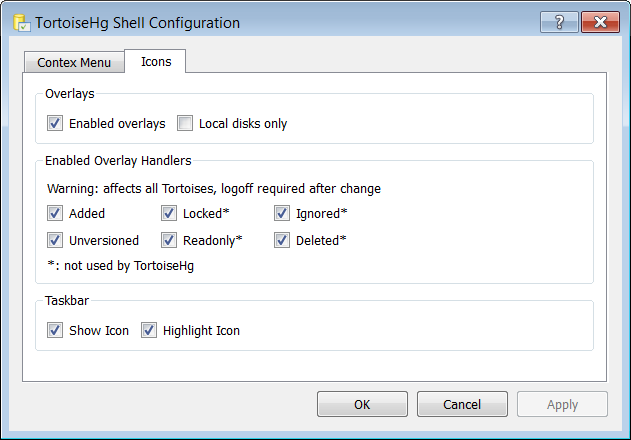 TortoiseHg Shell Configuration
?
Contex Menu Icons
Overlays
Enabled overlays Local disks only
Enabled Overlay Handlers
Warning: affects all Tortoises, logoff required after change
Added Locked* Ignored*
Unversioned Readonly* Deleted*
*: not used by TortoiseHg
Taskbar
Show Icon Highlight Icon
OK Cancel Apply